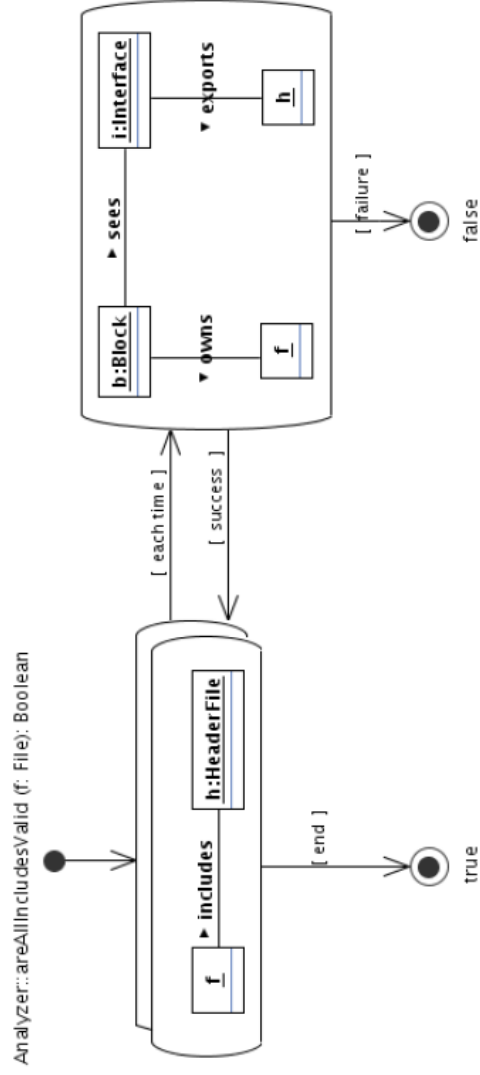 Analyzer::areAllIncludesValid (f: File): Boolean
f
▸ includes
h:HeaderFile
[ each time ]
[ success ]
[ end ]
true
b:Block
▸ sees
i:Interface
◂ owns
◂ exports
f
h
[ failure ]
false